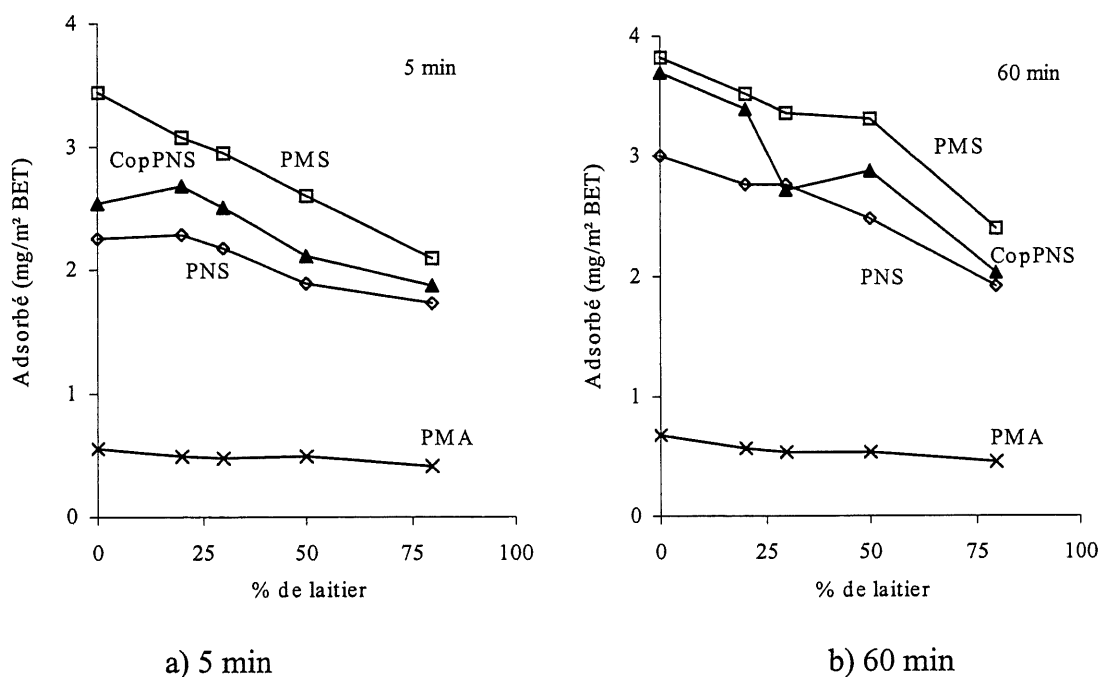 4
5 min
3
CopPNS
PMS
2
PNS
1
PMA
0
0 25 50 75 100
% de laitier
Adsorbé (mg/m² BET)
a) 5 min
4
60 min
3
PMS
2
PNS
CopPNS
1
PMA
0
0 25 50 75 100
% de laitier
Adsorbé (mg/m² BET)
b) 60 min